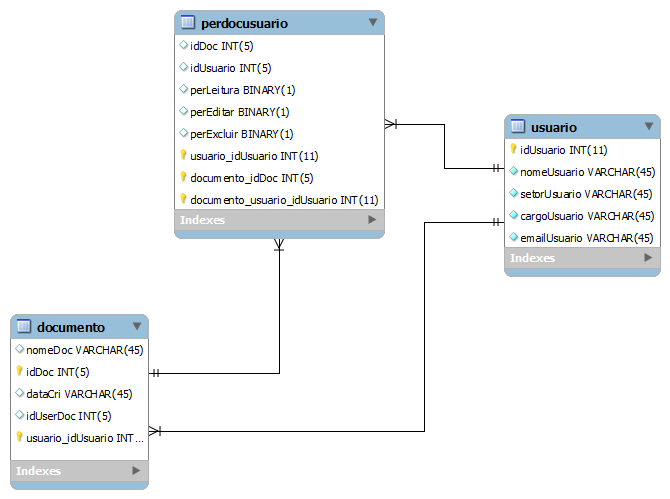 perdocusuario
idDoc INT(5)
idUsuario INT(5)
perLeitura BINARY(1)
perEditar BINARY(1)
perExcluir BINARY(1)
usuario_idUsuario INT(11)
documento_idDoc INT(5)
documento_usuario_idUsuario INT(11)
Indexes
usuario
idUsuario INT(11)
nomeUsuario VARCHAR(45)
setorUsuario VARCHAR(45)
cargoUsuario VARCHAR(45)
emailUsuario VARCHAR(45)
Indexes
documento
nomeDoc VARCHAR(45)
idDoc INT(5)
dataCri VARCHAR(45)
idUserDoc INT(5)
usuario_idUsuario INT...
Indexes